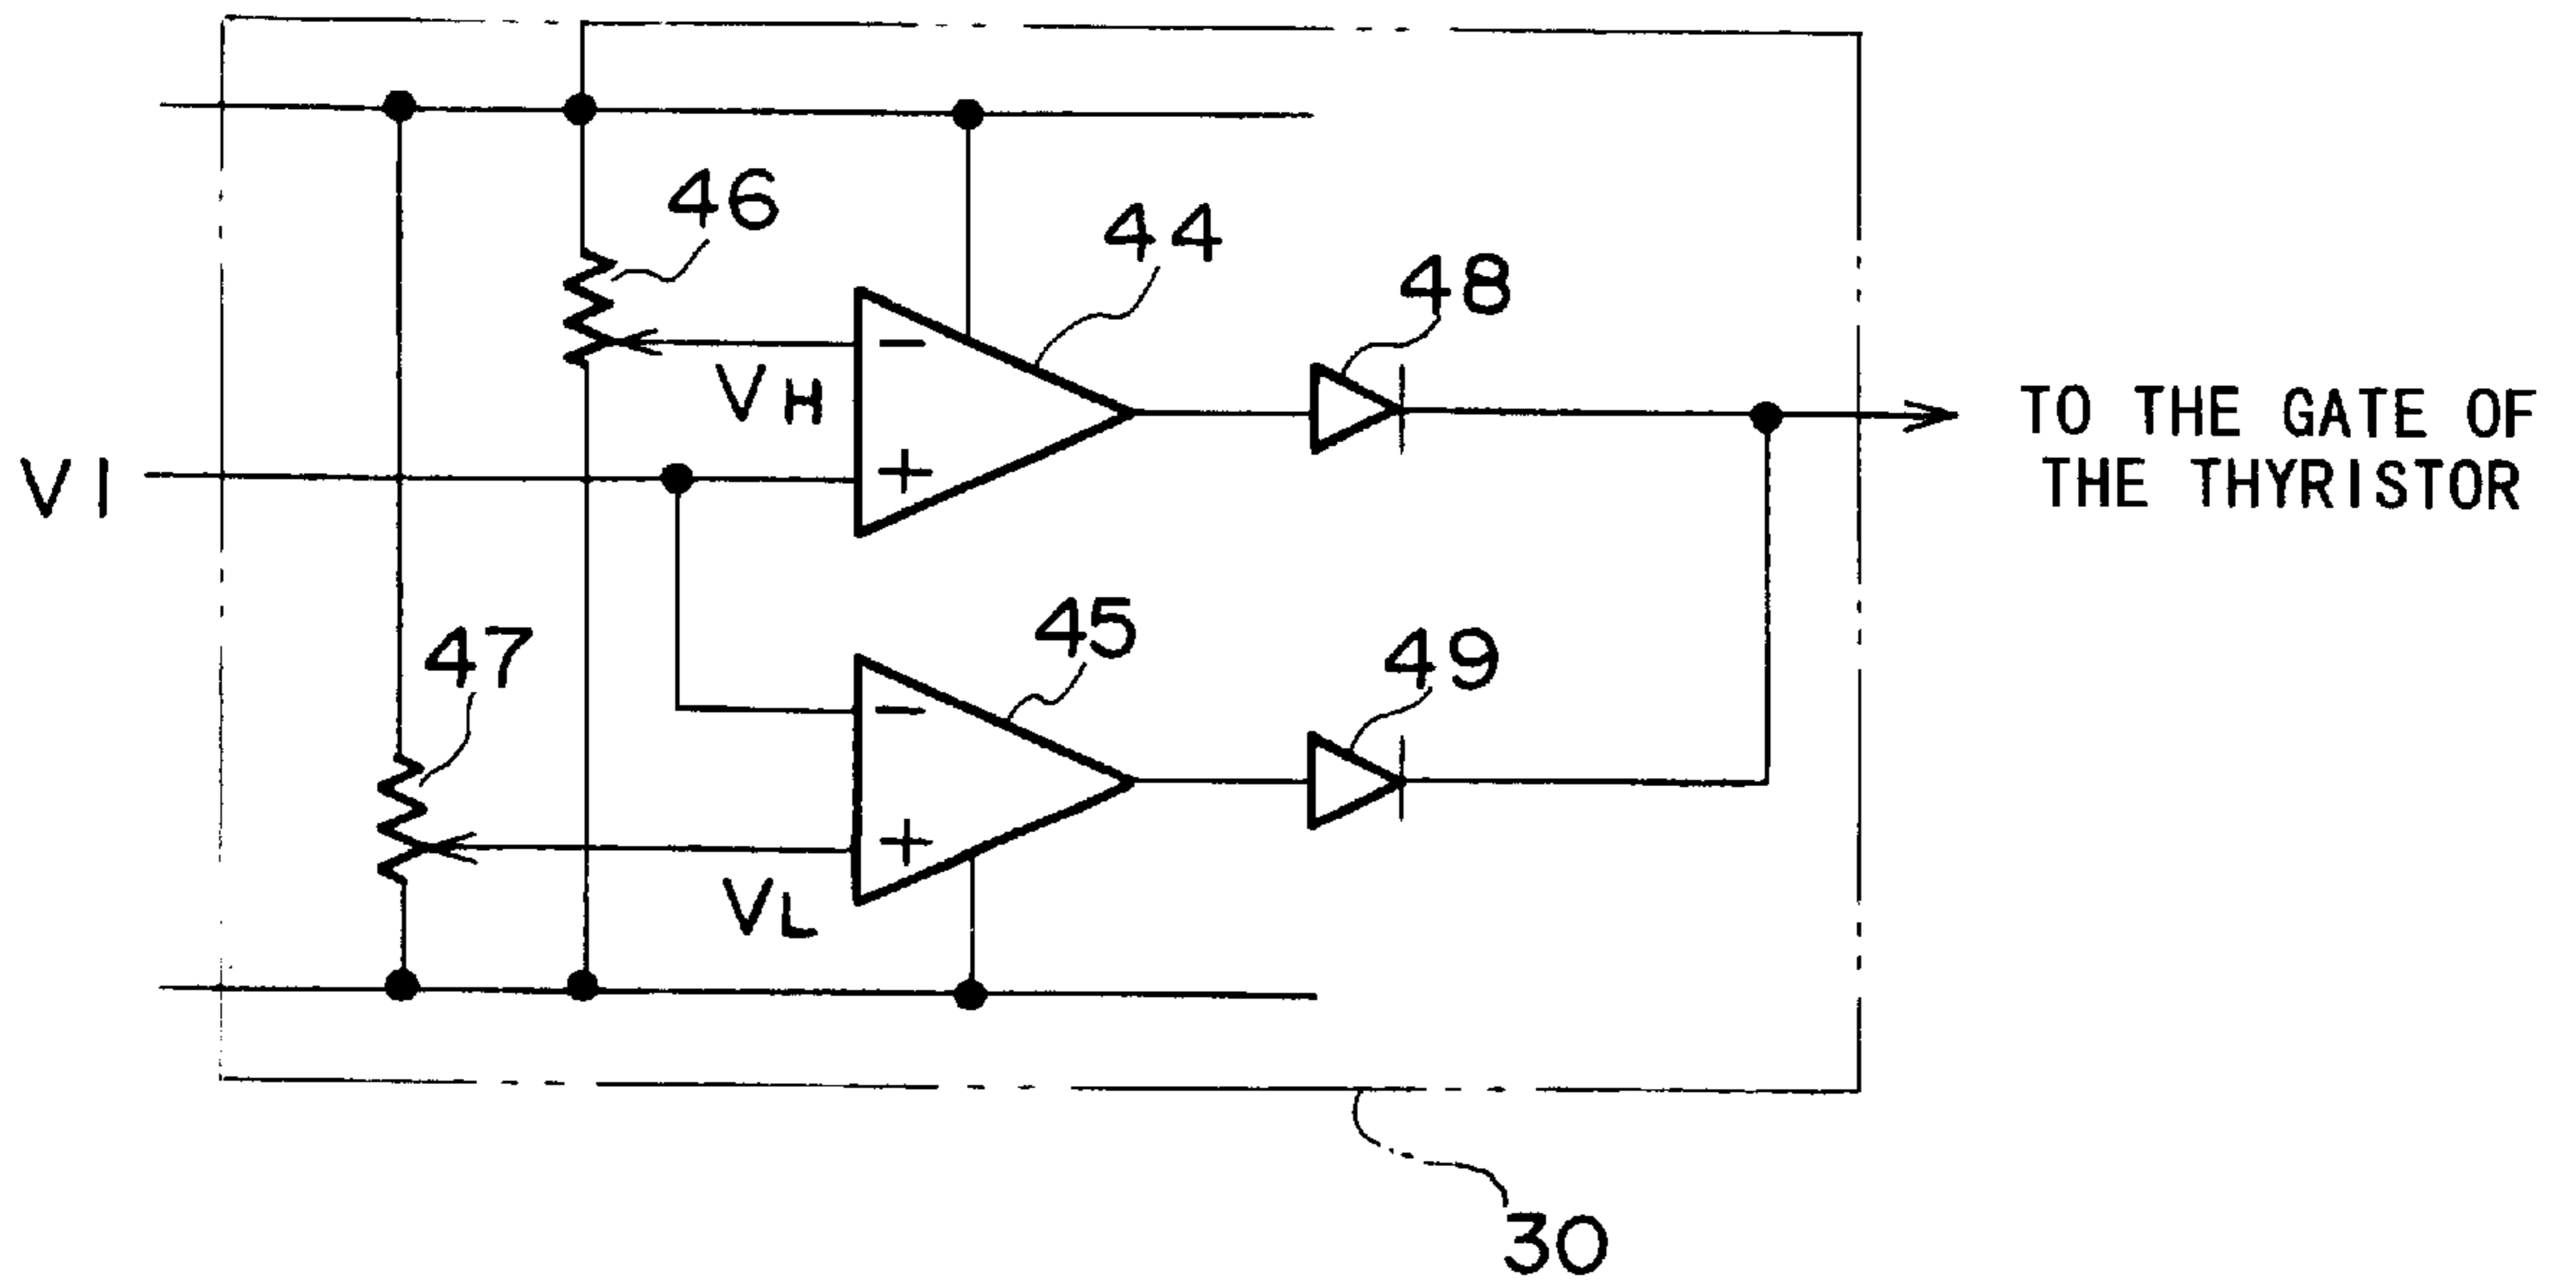 46
44
48
VH
TO THE GATE OF
THE THYRISTOR
VI
47
45
49
VL
30